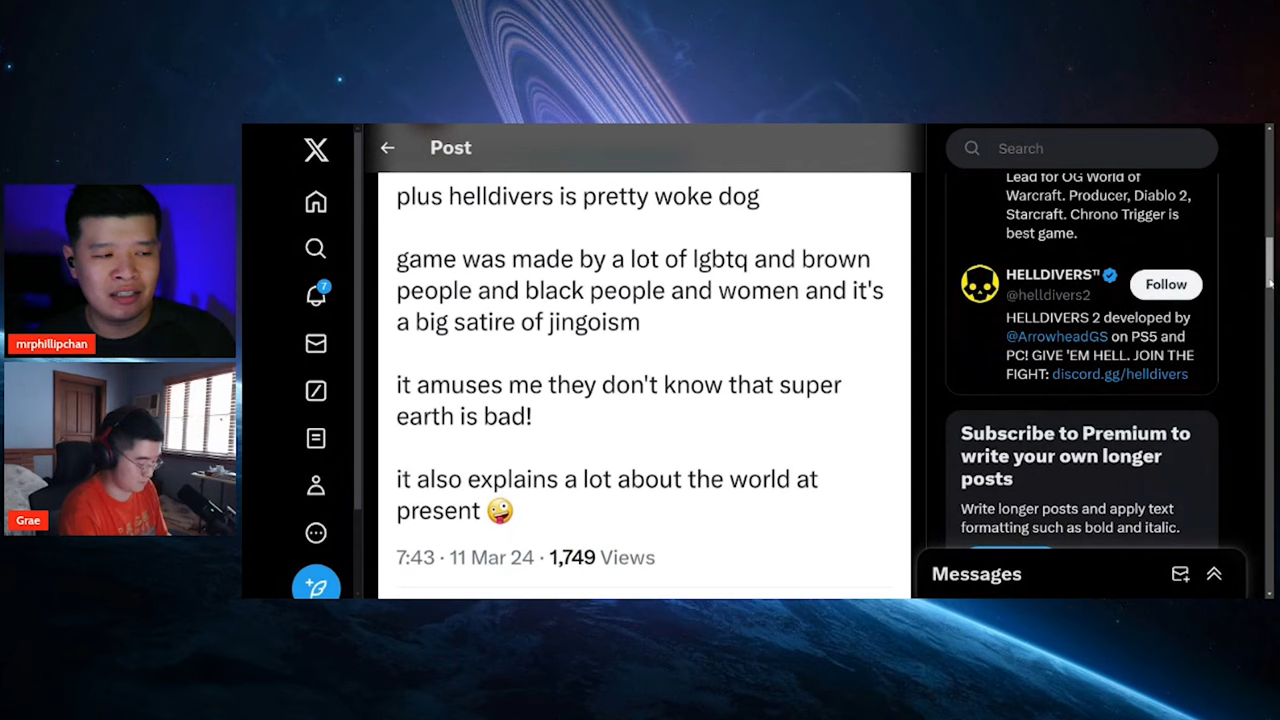 Post
plus helldivers is pretty woke dog
game was made by a lot of lgbtq and brown
people and black people and women and it's
a big satire of jingoism
it amuses me they don't know that super
earth is bad!
it also explains a lot about the world at
present 🤪
7:43 · 11 Mar 24 · 1,749 Views
Search
Lead for OG World of
Warcraft. Producer, Diablo 2,
Starcraft. Chrono Trigger is
best game.
HELLDIVERS™
@helldivers2
Follow
HELLDIVERS 2 developed by
@ArrowheadGS on PS5 and
PC! GIVE 'EM HELL. JOIN THE
FIGHT: discord.gg/helldivers
Subscribe to Premium to
write your own longer
posts
Write longer posts and apply text
formatting such as bold and italic.
Messages
7
mrphillipchan
Grae